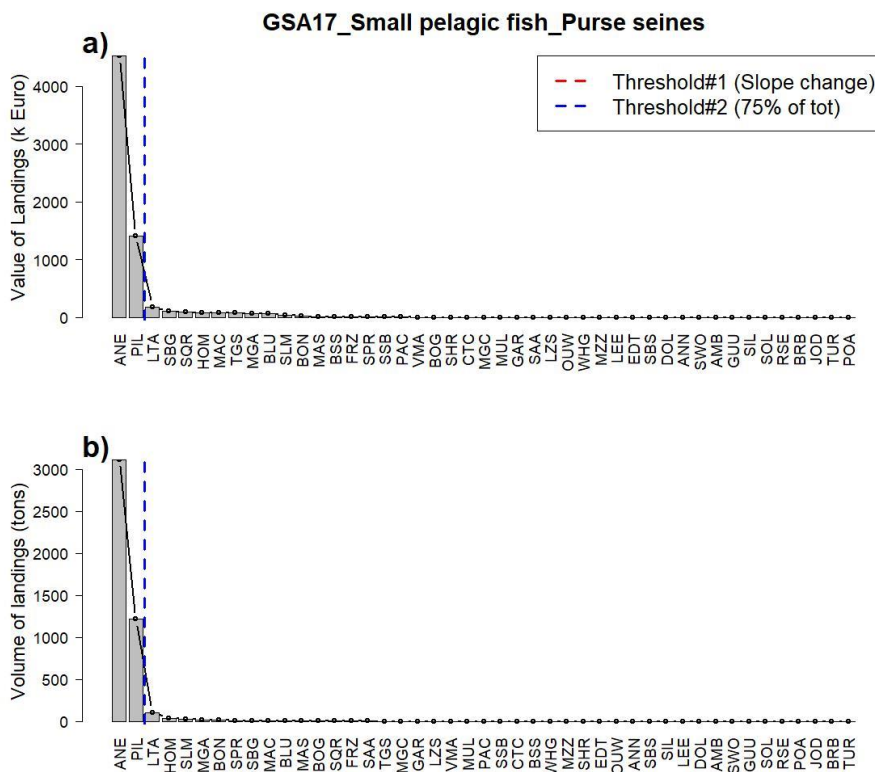 GSA17_Small pelagic fish_Purse seines
a)
Threshold#1 (Slope change)
Threshold#2 (75% of tot)
Value of Landings (k Euro)
4000
3000
2000
1000
0
ANE PIL LTA SBG SQR HOM MAC TGS MGA BLU SLM BON MAS BSS FRZ SPR SSB PAC VMA BOG SHR CTC MGC MUL GAR SAA LZS OUW WHG MZZ LEE EDT SBS DOL ANN SWO AMB GUU SIL SOL RSE BRB JOD TUR POA
b)
Volume of landings (tons)
3000
2500
2000
1500
1000
500
0
ANE PIL LTA HOM SLM MGA BON SPR SBG MAC BLU MAS BOG SQR FRZ SAA TGS MGC GAR LZS VMA MUL PAC SSB CTC BSS WHG MZZ SHR EDT OUW ANN SBS SIL LEE DOL AMB SWO GUU SOL RSE POA JOD BRB TUR